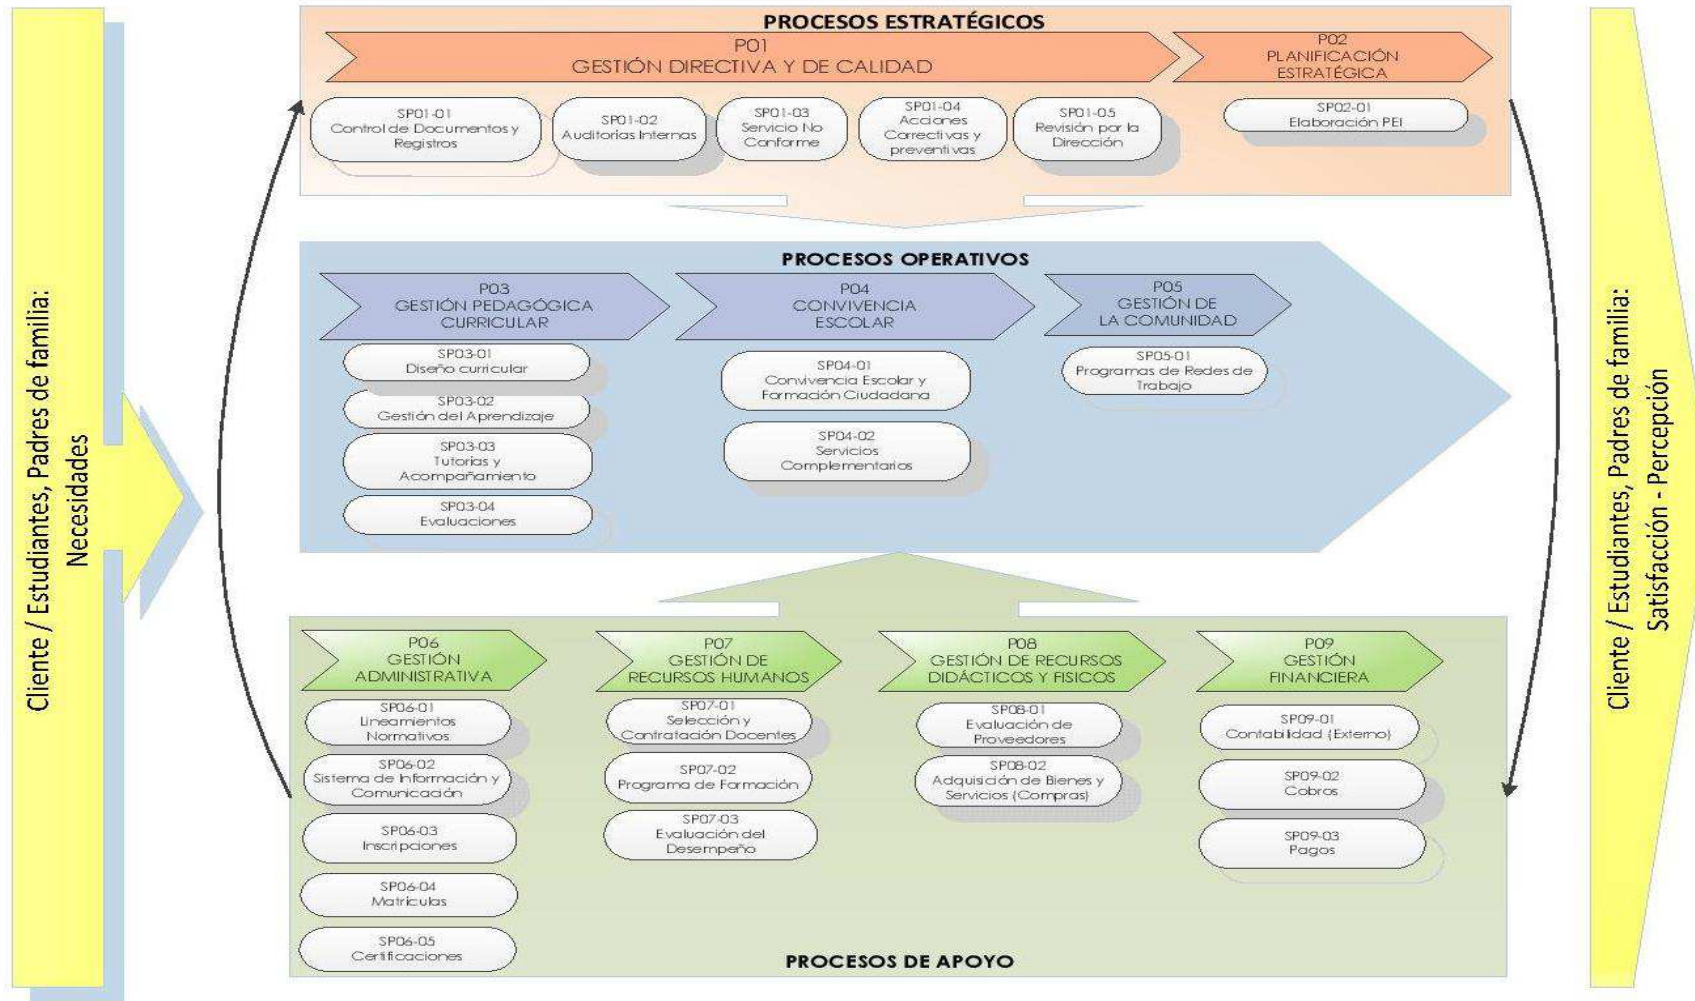 Cliente / Estudiantes, Padres de familia:
Necesidades
PROCESOS ESTRATÉGICOS
P01
GESTIÓN DIRECTIVA Y DE CALIDAD
P02
PLANIFICACIÓN
ESTRATÉGICA
SP01-01
Control de Documentos y
Registros
SP01-02
Auditorías Internas
SP01-03
Servicio No
Conforme
SP01-04
Acciones
Correctivas y
preventivas
SP01-05
Revisión por la
Dirección
SP02-01
Elaboración PEI
PROCESOS OPERATIVOS
P03
GESTIÓN PEDAGÓGICA
CURRICULAR
SP03-01
Diseño curricular
SP03-02
Gestión del Aprendizaje
SP03-03
Tutorías y
Acompañamiento
SP03-04
Evaluaciones
P04
CONVIVENCIA
ESCOLAR
SP04-01
Convivencia Escolar y
Formación Ciudadana
SP04-02
Servicios
Complementarios
P05
GESTIÓN DE
LA COMUNIDAD
SP05-01
Programas de Redes de
Trabajo
P06
GESTIÓN
ADMINISTRATIVA
SP06-01
Lineamientos
Normativos
SP06-02
Sistema de Información y
Comunicación
SP06-03
Inscripciones
SP06-04
Matrículas
SP06-05
Certificaciones
P07
GESTIÓN DE
RECURSOS HUMANOS
SP07-01
Selección y
Contratación Docentes
SP07-02
Programa de Formación
SP07-03
Evaluación del
Desempeño
P08
GESTIÓN DE RECURSOS
DIDÁCTICOS Y FISICOS
SP08-01
Evaluación de
Proveedores
SP08-02
Adquisición de Bienes y
Servicios (Compras)
P09
GESTIÓN
FINANCIERA
SP09-01
Contabilidad (Externo)
SP09-02
Cobros
SP09-03
Pagos
PROCESOS DE APOYO
Cliente / Estudiantes, Padres de familia:
Satisfacción - Percepción